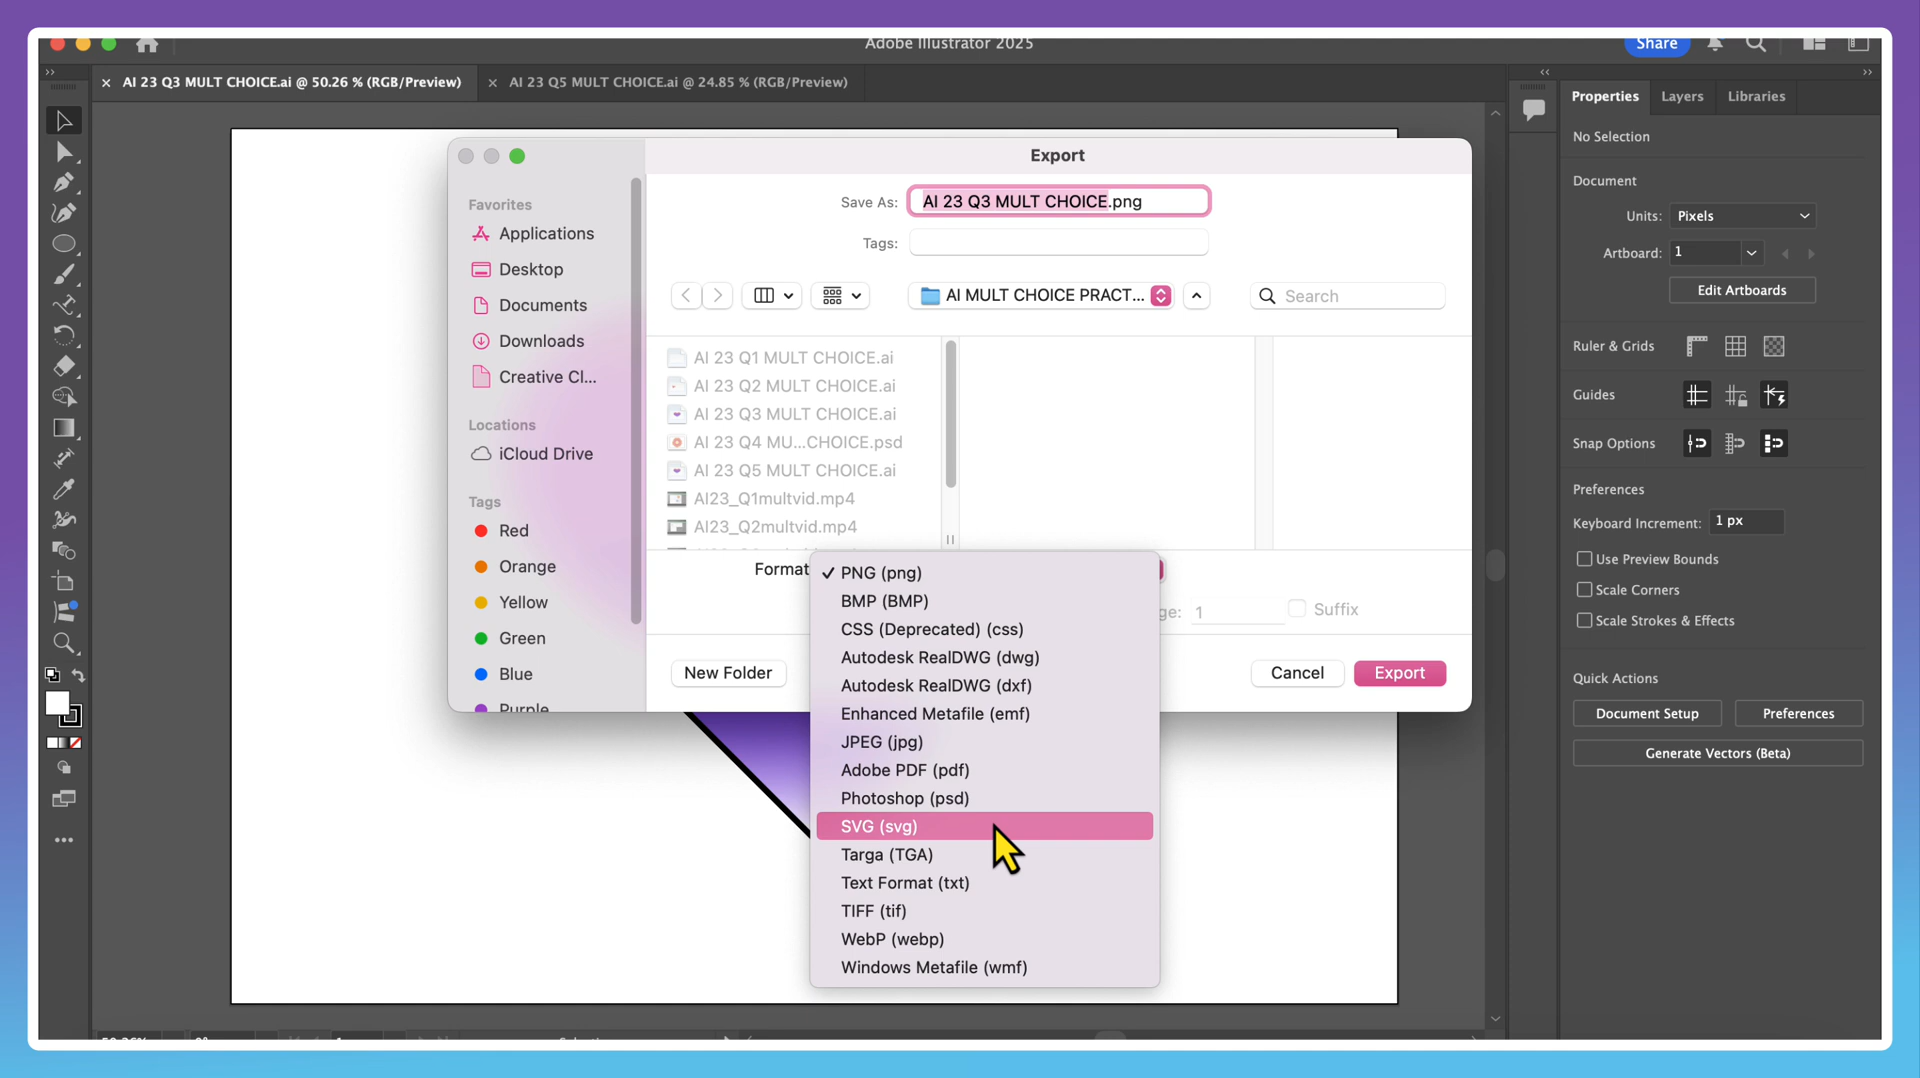 Adobe Illustrator 2025
Share
AI 23 Q3 MULT CHOICE.ai @ 50.26 % (RGB/Preview)
AI 23 Q5 MULT CHOICE.ai @ 24.85 % (RGB/Preview)
Export
Save As:
AI 23 Q3 MULT CHOICE.png
Tags:
AI MULT CHOICE PRACT...
Search
Favorites
Applications
Desktop
Documents
Downloads
Creative Cl...
Locations
iCloud Drive
Tags
Red
Orange
Yellow
Green
Blue
Purple
AI 23 Q1 MULT CHOICE.ai
AI 23 Q2 MULT CHOICE.ai
AI 23 Q3 MULT CHOICE.ai
AI 23 Q4 MU...CHOICE.psd
AI 23 Q5 MULT CHOICE.ai
AI23_Q1multvid.mp4
AI23_Q2multvid.mp4
Format
PNG (png)
BMP (BMP)
CSS (Deprecated) (css)
Autodesk RealDWG (dwg)
Autodesk RealDWG (dxf)
Enhanced Metafile (emf)
JPEG (jpg)
Adobe PDF (pdf)
Photoshop (psd)
SVG (svg)
Targa (TGA)
Text Format (txt)
TIFF (tif)
WebP (webp)
Windows Metafile (wmf)
ge: 1
Suffix
New Folder
Cancel
Export
Properties
Layers
Libraries
No Selection
Document
Units: Pixels
Artboard: 1
Edit Artboards
Ruler & Grids
Guides
Snap Options
Preferences
Keyboard Increment: 1 px
Use Preview Bounds
Scale Corners
Scale Strokes & Effects
Quick Actions
Document Setup
Preferences
Generate Vectors (Beta)